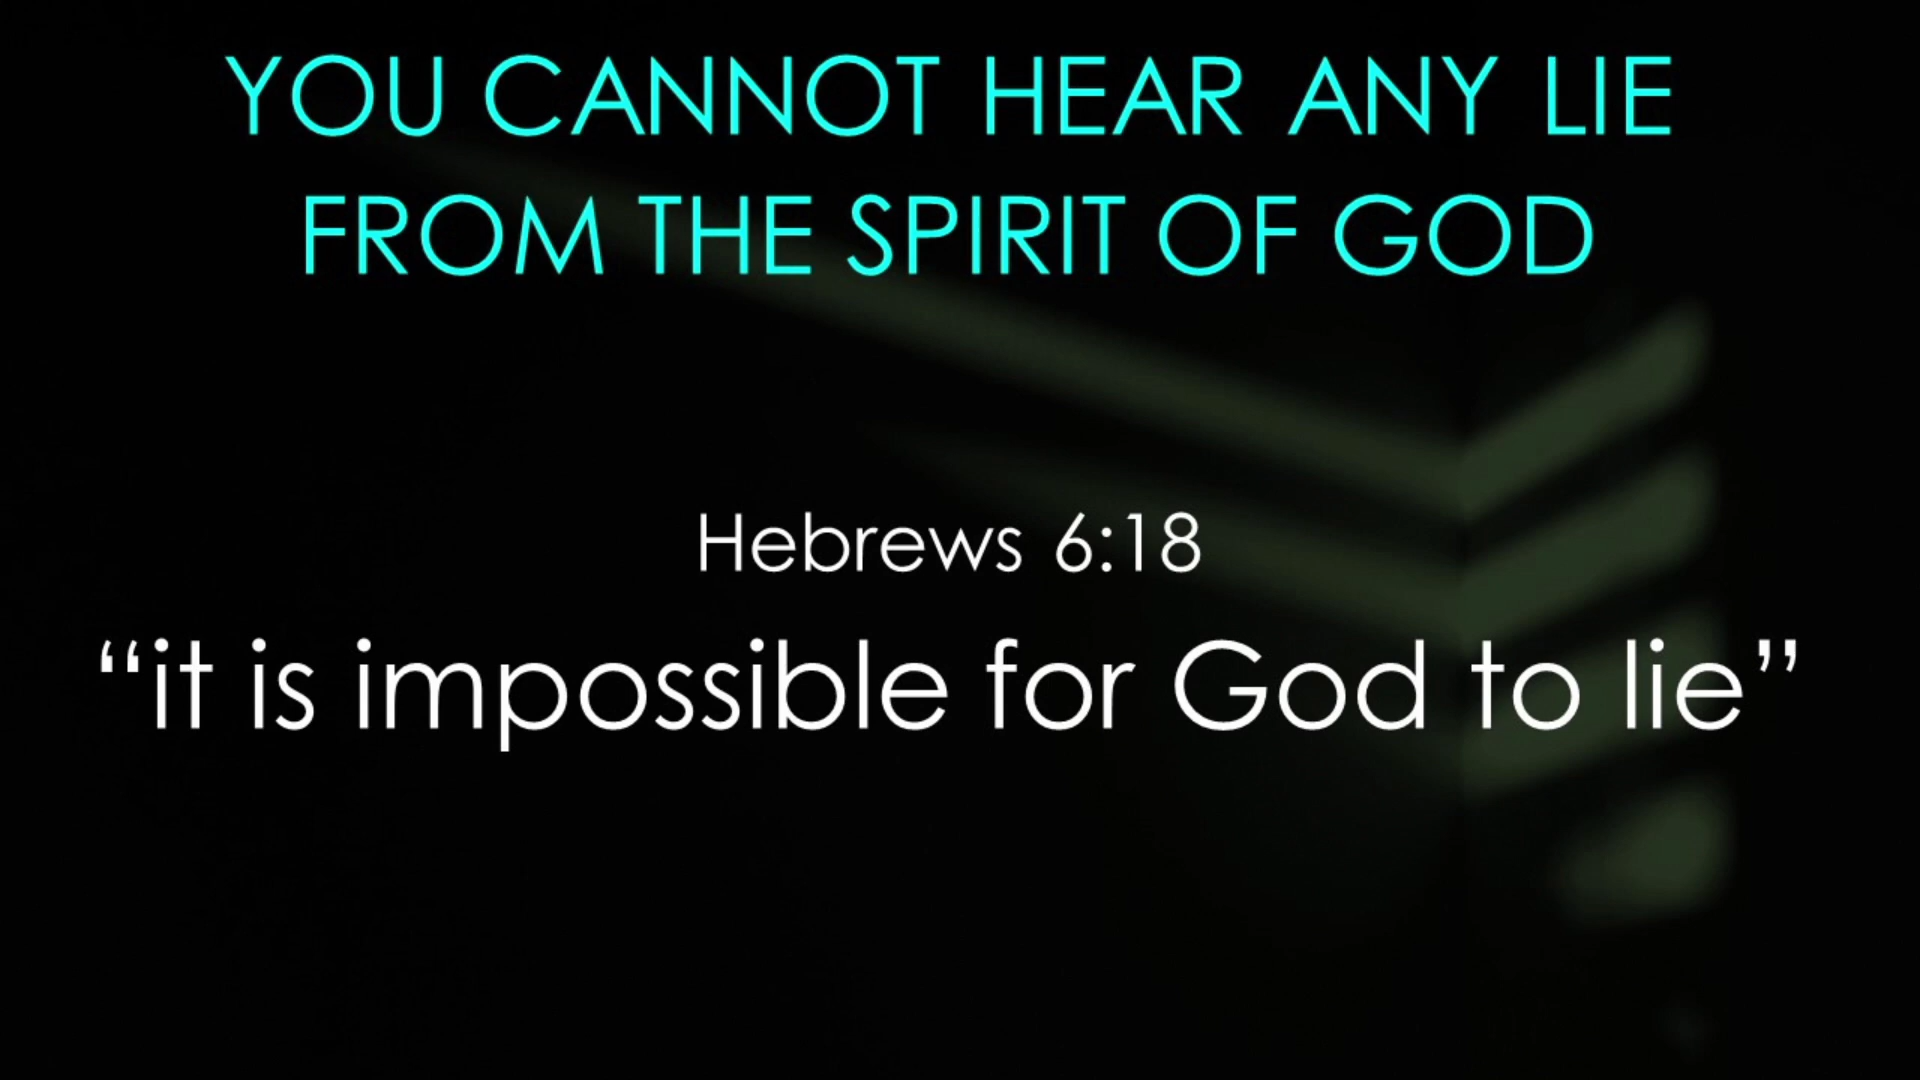 YOU CANNOT HEAR ANY LIE
FROM THE SPIRIT OF GOD
Hebrews 6:18
“it is impossible for God to lie”